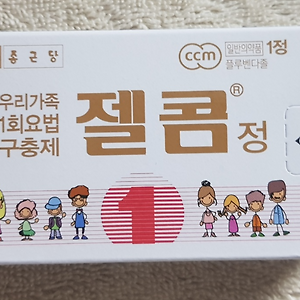 종근당
ccm
일반의약품 1정
플루벤다졸
우리가족
1회요법
구충제
젤콤® 정
1